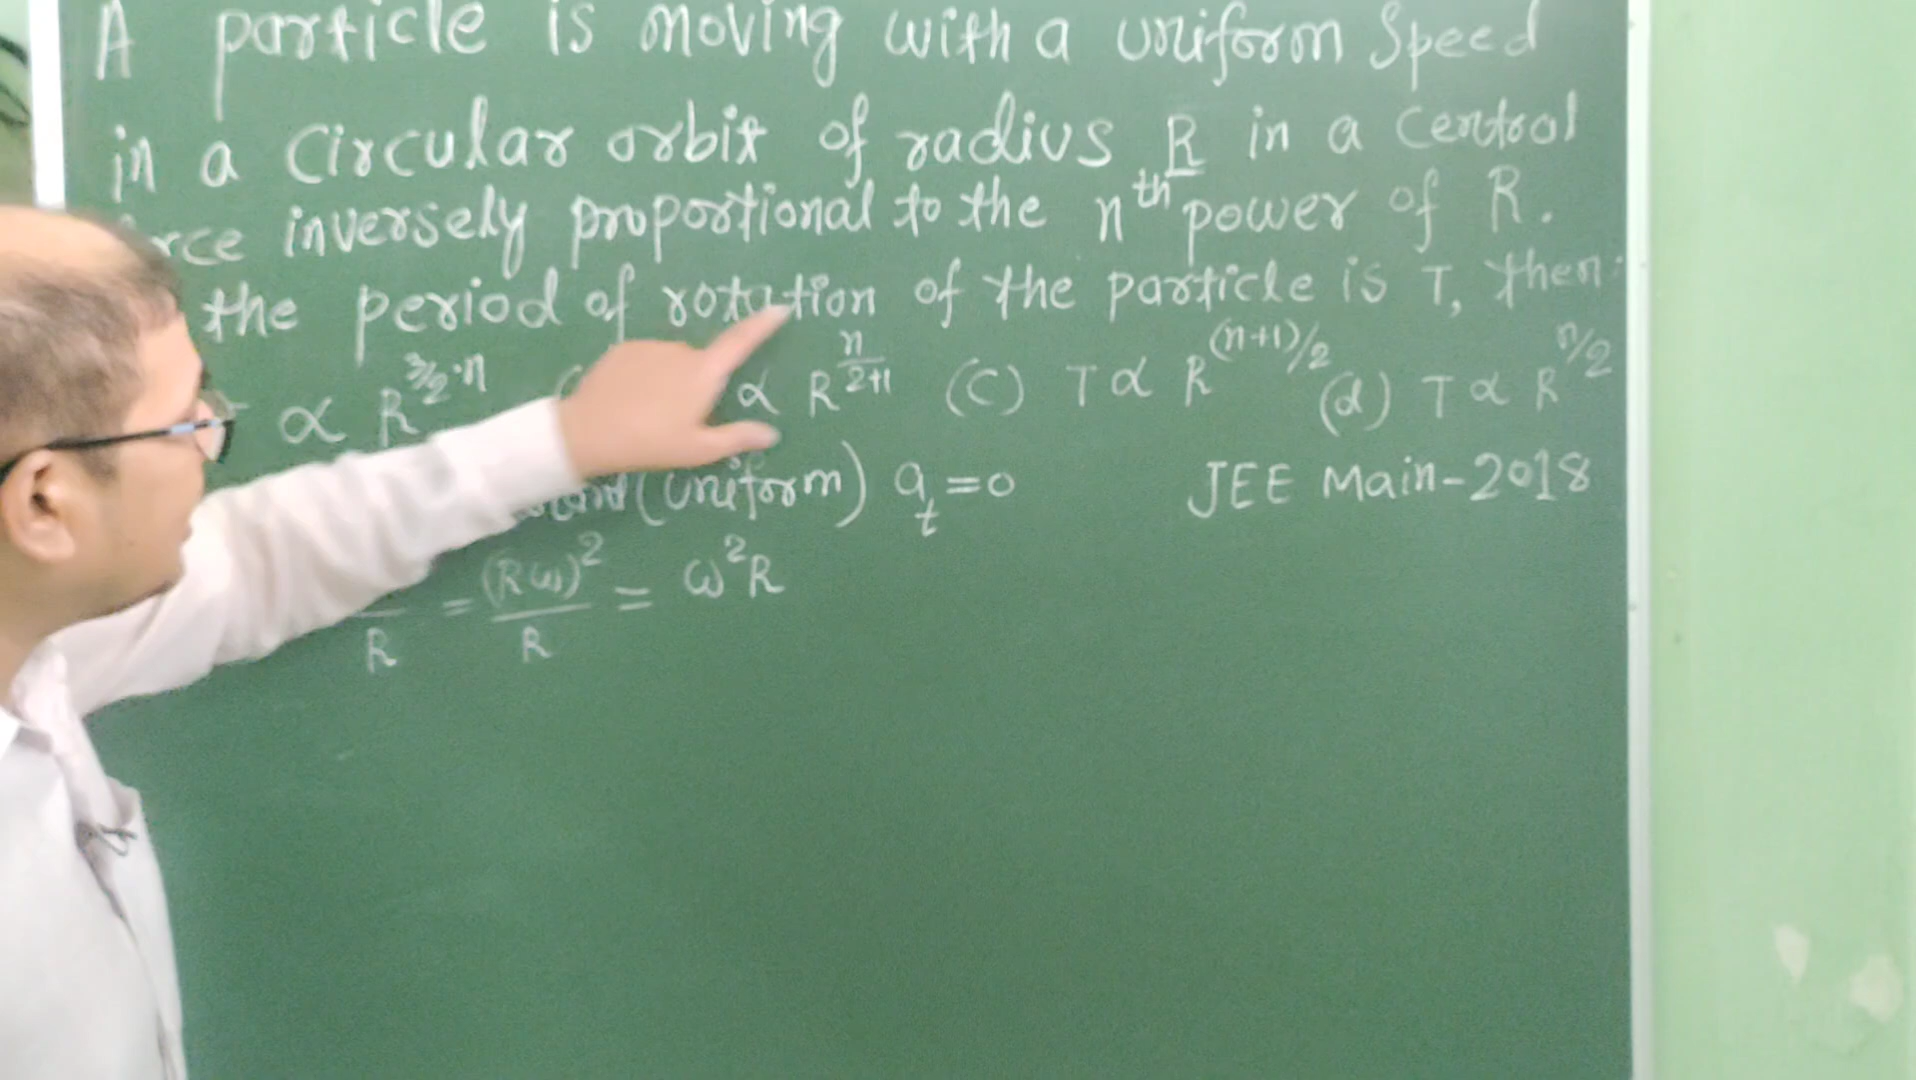 A particle is moving with a uniform Speed
in a circular orbit of radius R in a central
rce inversely proportional to the nth power of R.
the period of rotation of the particle is T, then:
∝ R^3/2·n ∝ R^n/2+1 (C) T ∝ R^(n+1)/2 (d) T ∝ R^n/2
(uniform) a_t = 0 JEE Main-2018
/R = (Rω)^2/R = ω^2R